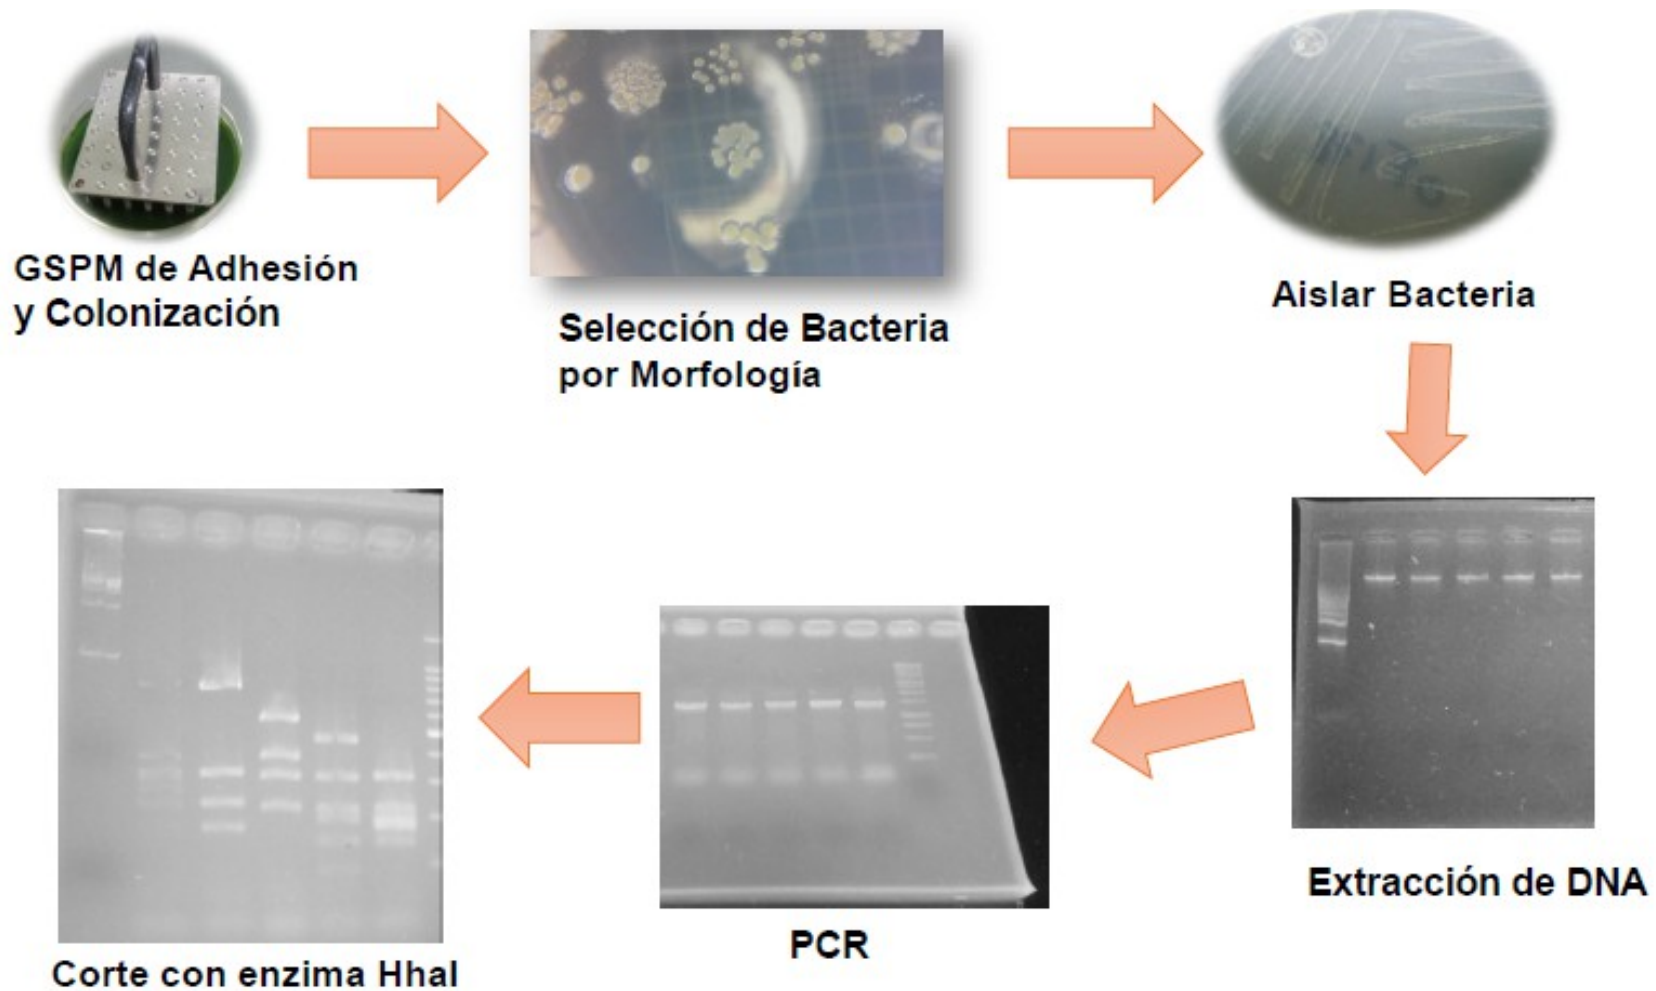 GSPM de Adhesión
y Colonización
Selección de Bacteria
por Morfología
Aislar Bacteria
Extracción de DNA
PCR
Corte con enzima HhaI